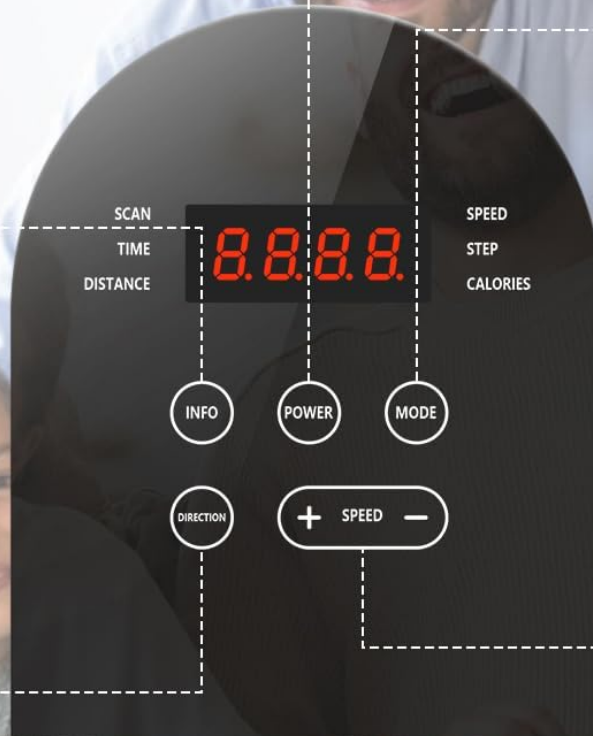 SCAN
TIME
DISTANCE
8.8.8.8.
SPEED
STEP
CALORIES
INFO
POWER
MODE
DIRECTION
+ SPEED −